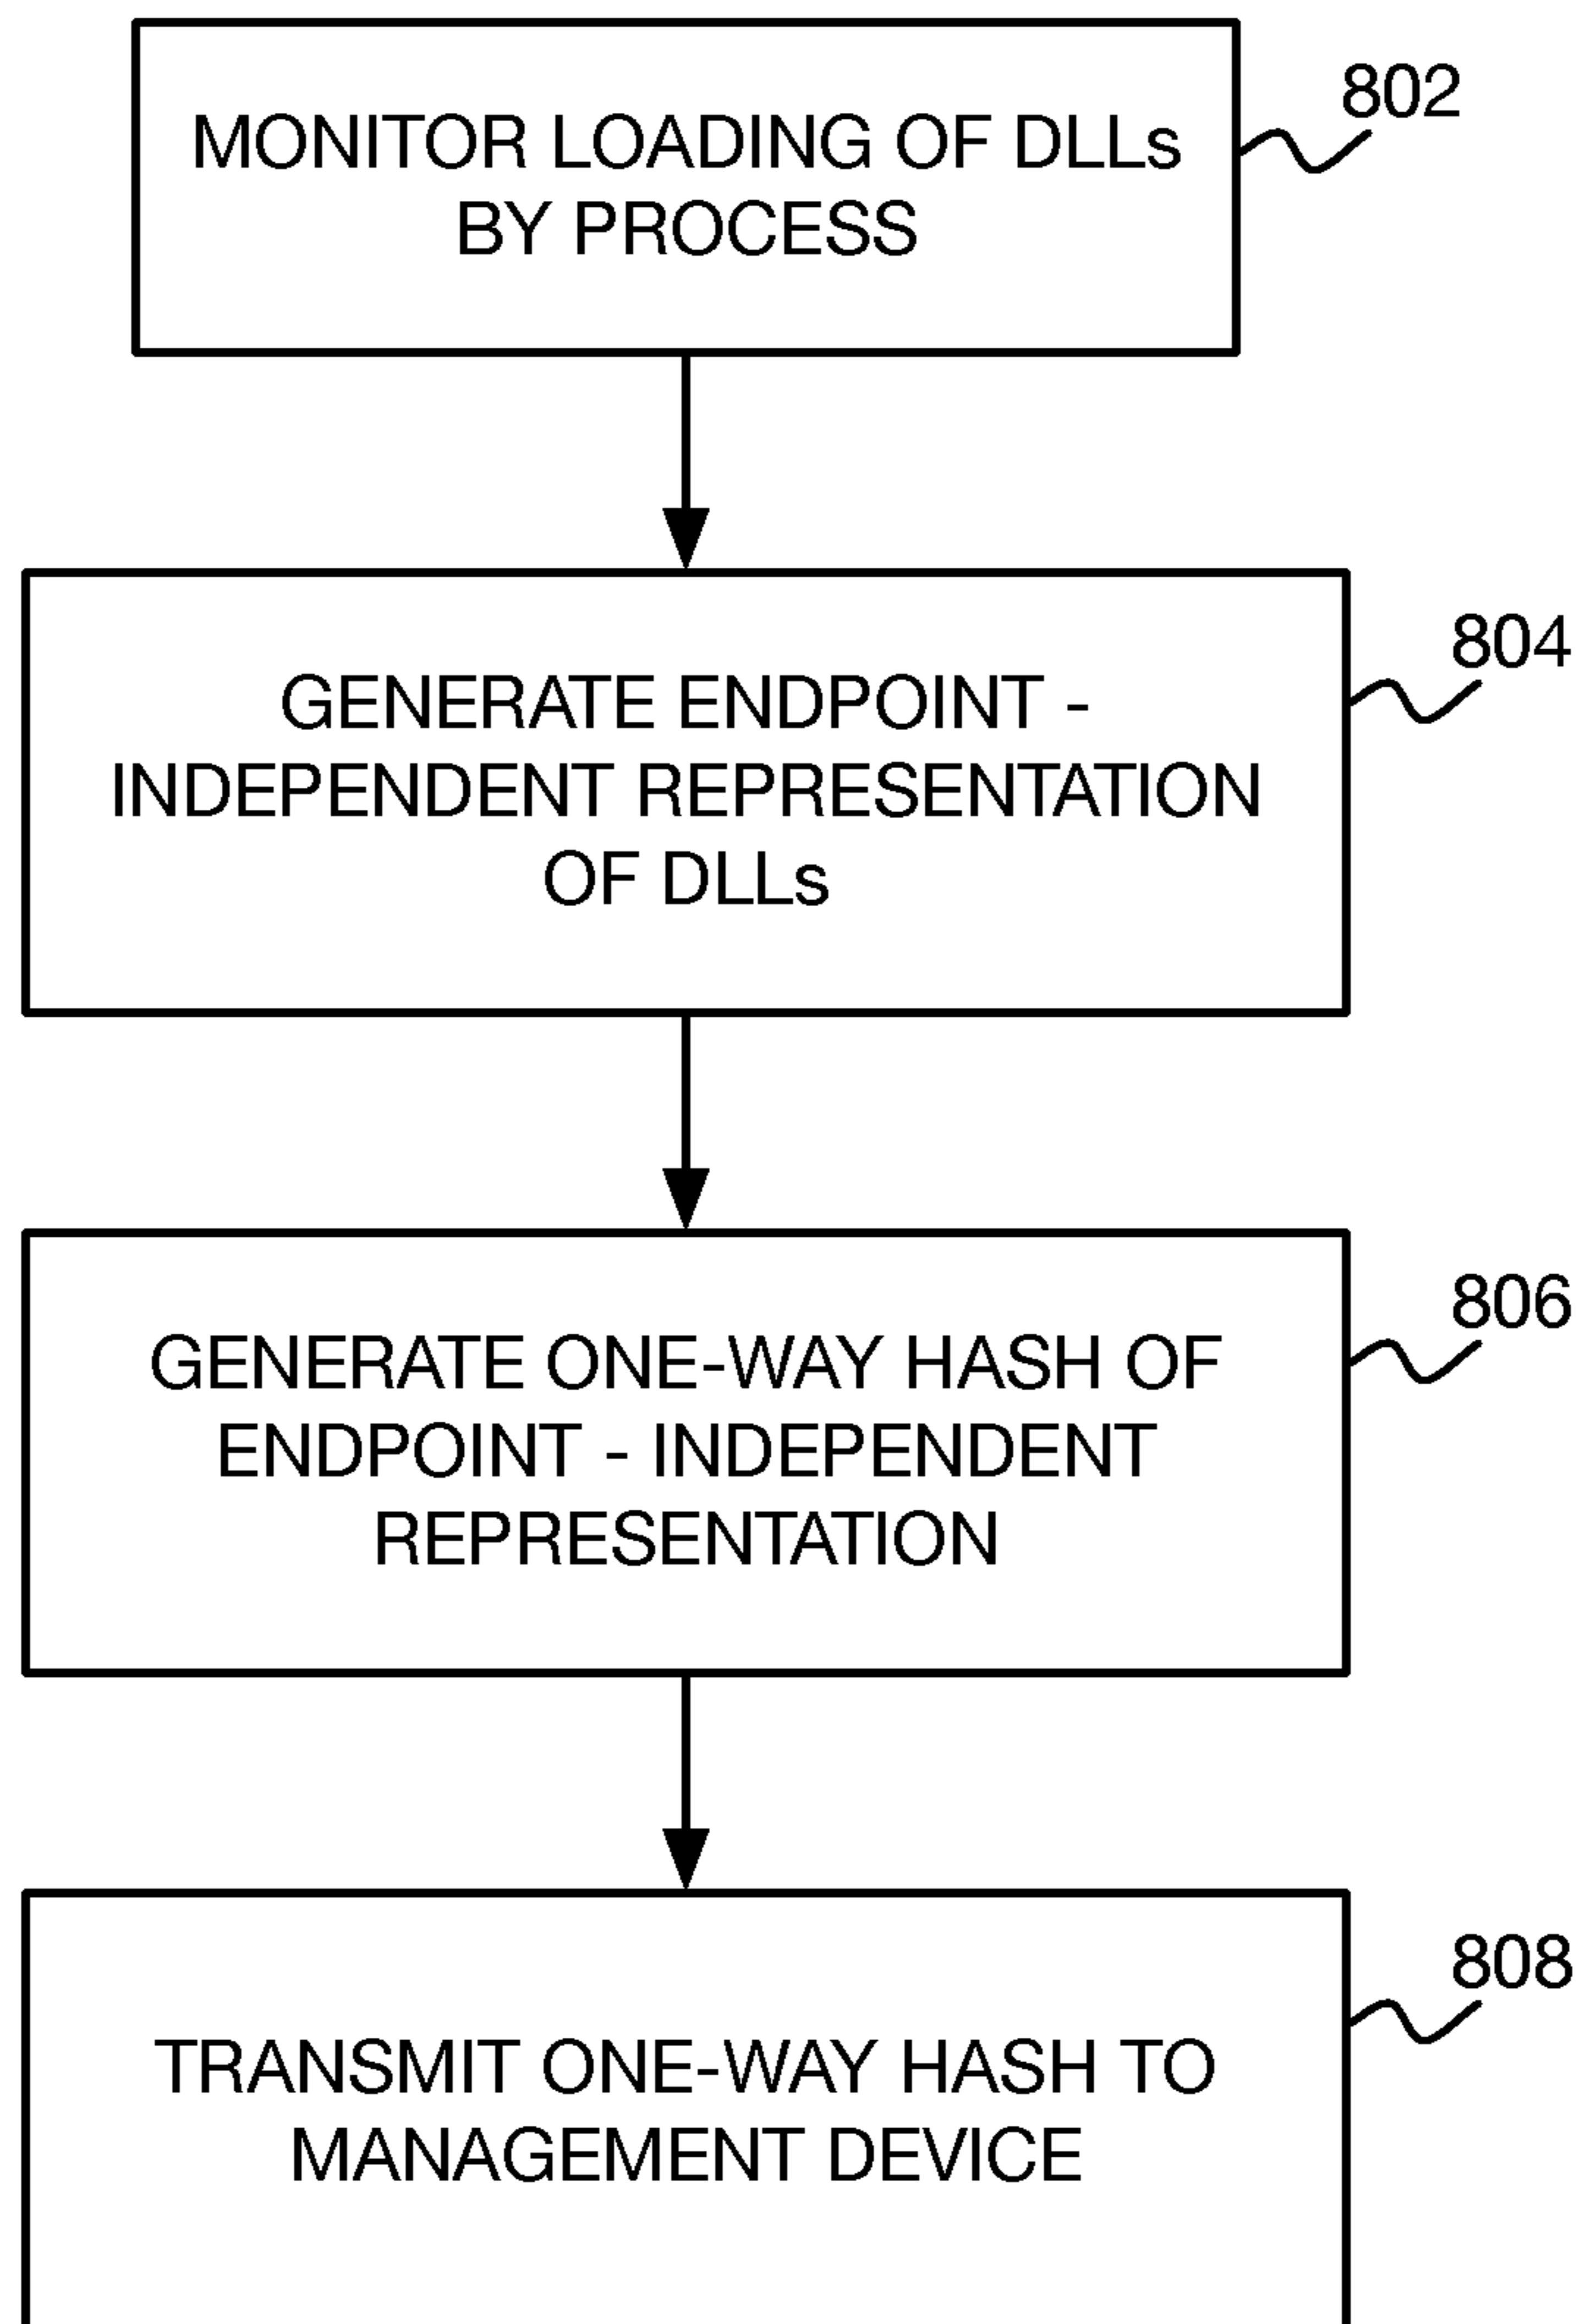 MONITOR LOADING OF DLLs
BY PROCESS
802
GENERATE ENDPOINT -
INDEPENDENT REPRESENTATION
OF DLLs
804
GENERATE ONE-WAY HASH OF
ENDPOINT - INDEPENDENT
REPRESENTATION
806
TRANSMIT ONE-WAY HASH TO
MANAGEMENT DEVICE
808